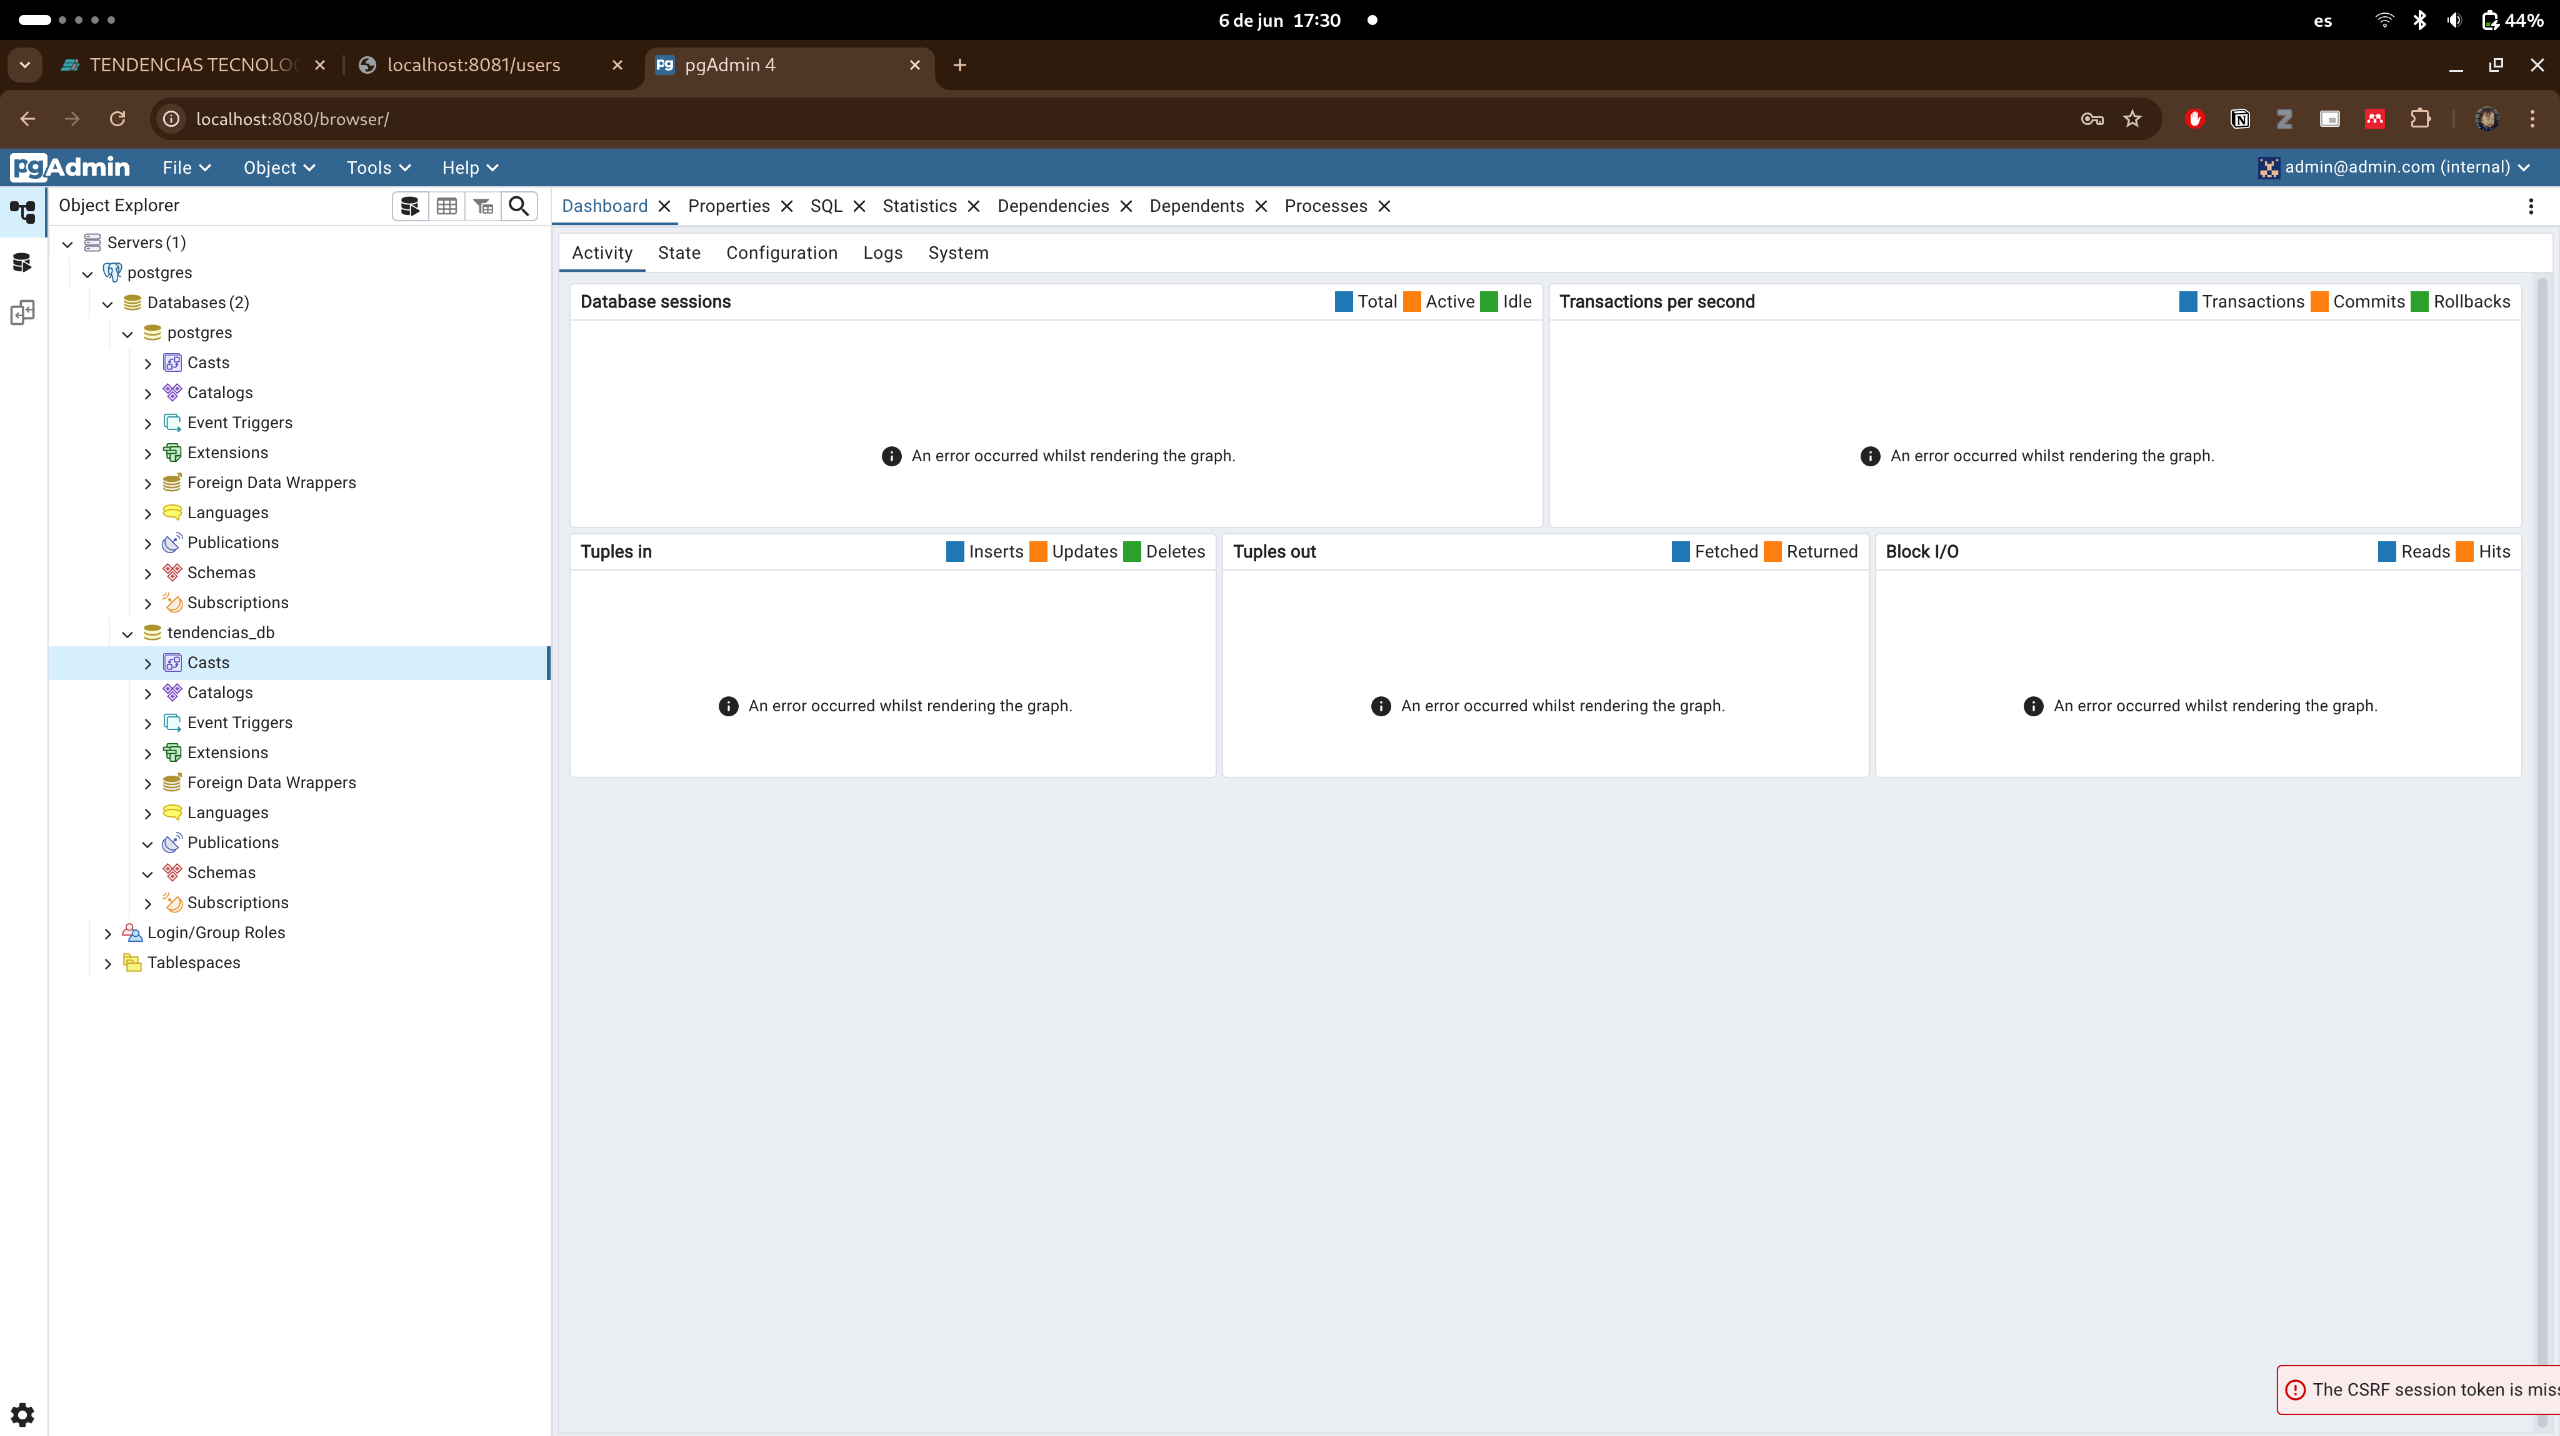 6 de jun 17:30
es
44%
TENDENCIAS TECNOLO
localhost:8081/users
pgAdmin 4
localhost:8080/browser/
pgAdmin
File
Object
Tools
Help
admin@admin.com (internal)
Object Explorer
Dashboard
Properties
SQL
Statistics
Dependencies
Dependents
Processes
Servers (1)
postgres
Databases (2)
postgres
Casts
Catalogs
Event Triggers
Extensions
Foreign Data Wrappers
Languages
Publications
Schemas
Subscriptions
tendencias_db
Casts
Catalogs
Event Triggers
Extensions
Foreign Data Wrappers
Languages
Publications
Schemas
Subscriptions
Login/Group Roles
Tablespaces
Activity
State
Configuration
Logs
System
Database sessions
Total
Active
Idle
An error occurred whilst rendering the graph.
Transactions per second
Transactions
Commits
Rollbacks
An error occurred whilst rendering the graph.
Tuples in
Inserts
Updates
Deletes
An error occurred whilst rendering the graph.
Tuples out
Fetched
Returned
An error occurred whilst rendering the graph.
Block I/O
Reads
Hits
An error occurred whilst rendering the graph.
The CSRF session token is miss